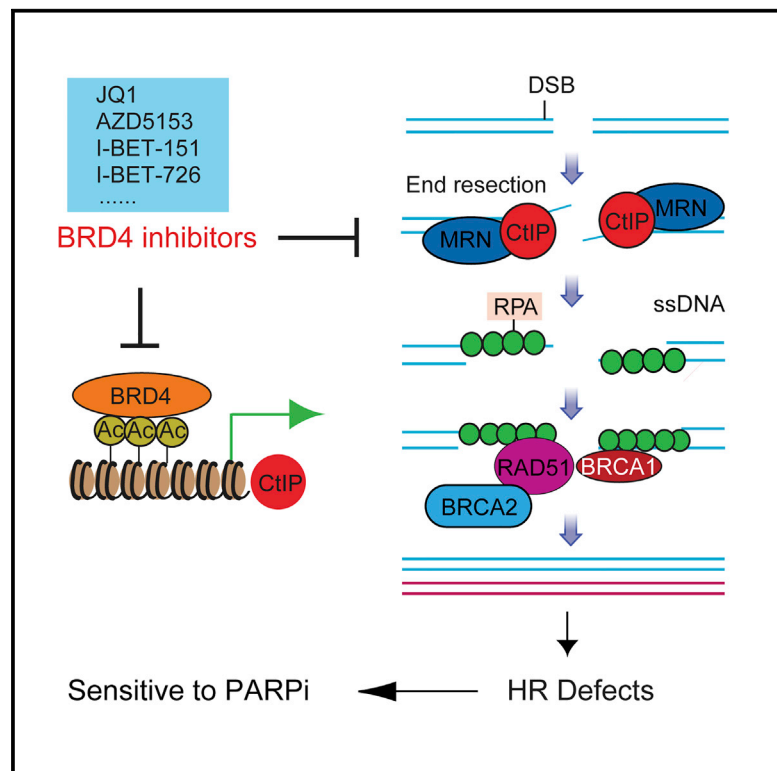 JQ1
AZD5153
I-BET-151
I-BET-726
......
BRD4 inhibitors
BRD4
Ac Ac Ac
CtIP
DSB
End resection
MRN CtIP CtIP MRN
RPA
ssDNA
RAD51 BRCA1
BRCA2
HR Defects
Sensitive to PARPi